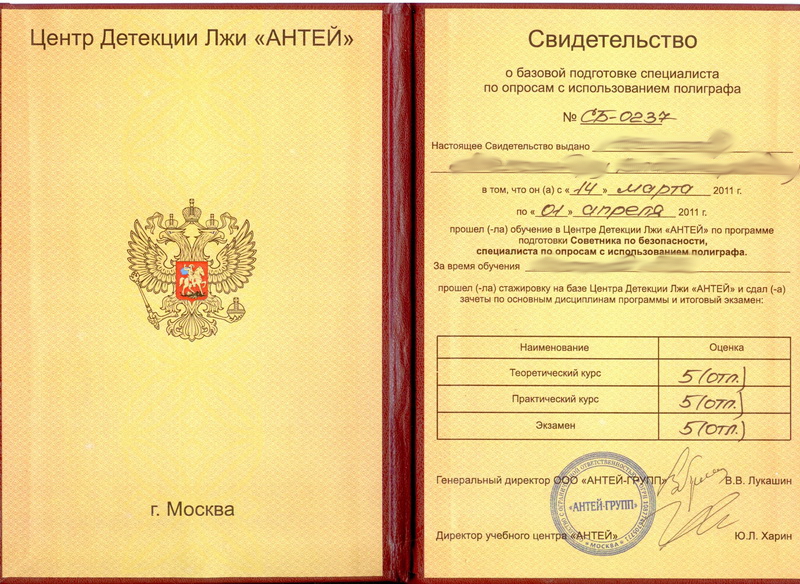 Центр Детекции Лжи «АНТЕЙ»
г. Москва
Свидетельство
о базовой подготовке специалиста
по опросам с использованием полиграфа
№ СБ-0237
Настоящее Свидетельство выдано
в том, что он (а) с « 14 » марта 2011 г.
по « 01 » апреля 2011 г.
прошел (-ла) обучение в Центре Детекции Лжи «АНТЕЙ» по программе
подготовки Советника по безопасности,
специалиста по опросам с использованием полиграфа.
За время обучения
прошел (-ла) стажировку на базе Центра Детекции Лжи «АНТЕЙ» и сдал (-а)
зачеты по основным дисциплинам программы и итоговый экзамен:
Наименование Оценка
Теоретический курс 5 (отл.)
Практический курс 5 (отл.)
Экзамен 5 (отл.)
Генеральный директор ООО «АНТЕЙ-ГРУПП» В.В. Лукашин
«АНТЕЙ-ГРУПП»
МОСКВА
Директор учебного центра «АНТЕЙ» Ю.Л. Харин